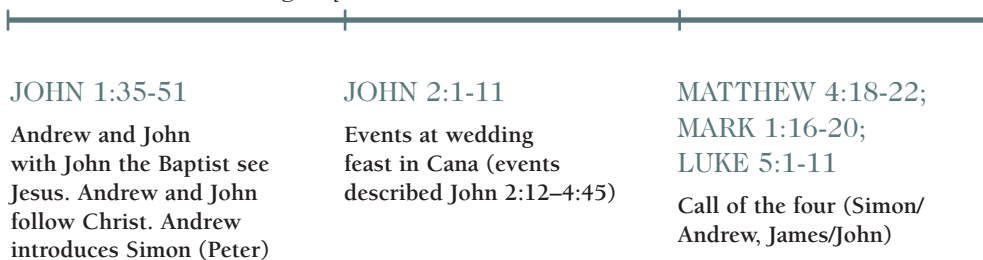 JOHN 1:35-51
Andrew and John
with John the Baptist see
Jesus. Andrew and John
follow Christ. Andrew
introduces Simon (Peter)
JOHN 2:1-11
Events at wedding
feast in Cana (events
described John 2:12–4:45)
MATTHEW 4:18-22;
MARK 1:16-20;
LUKE 5:1-11
Call of the four (Simon/
Andrew, James/John)